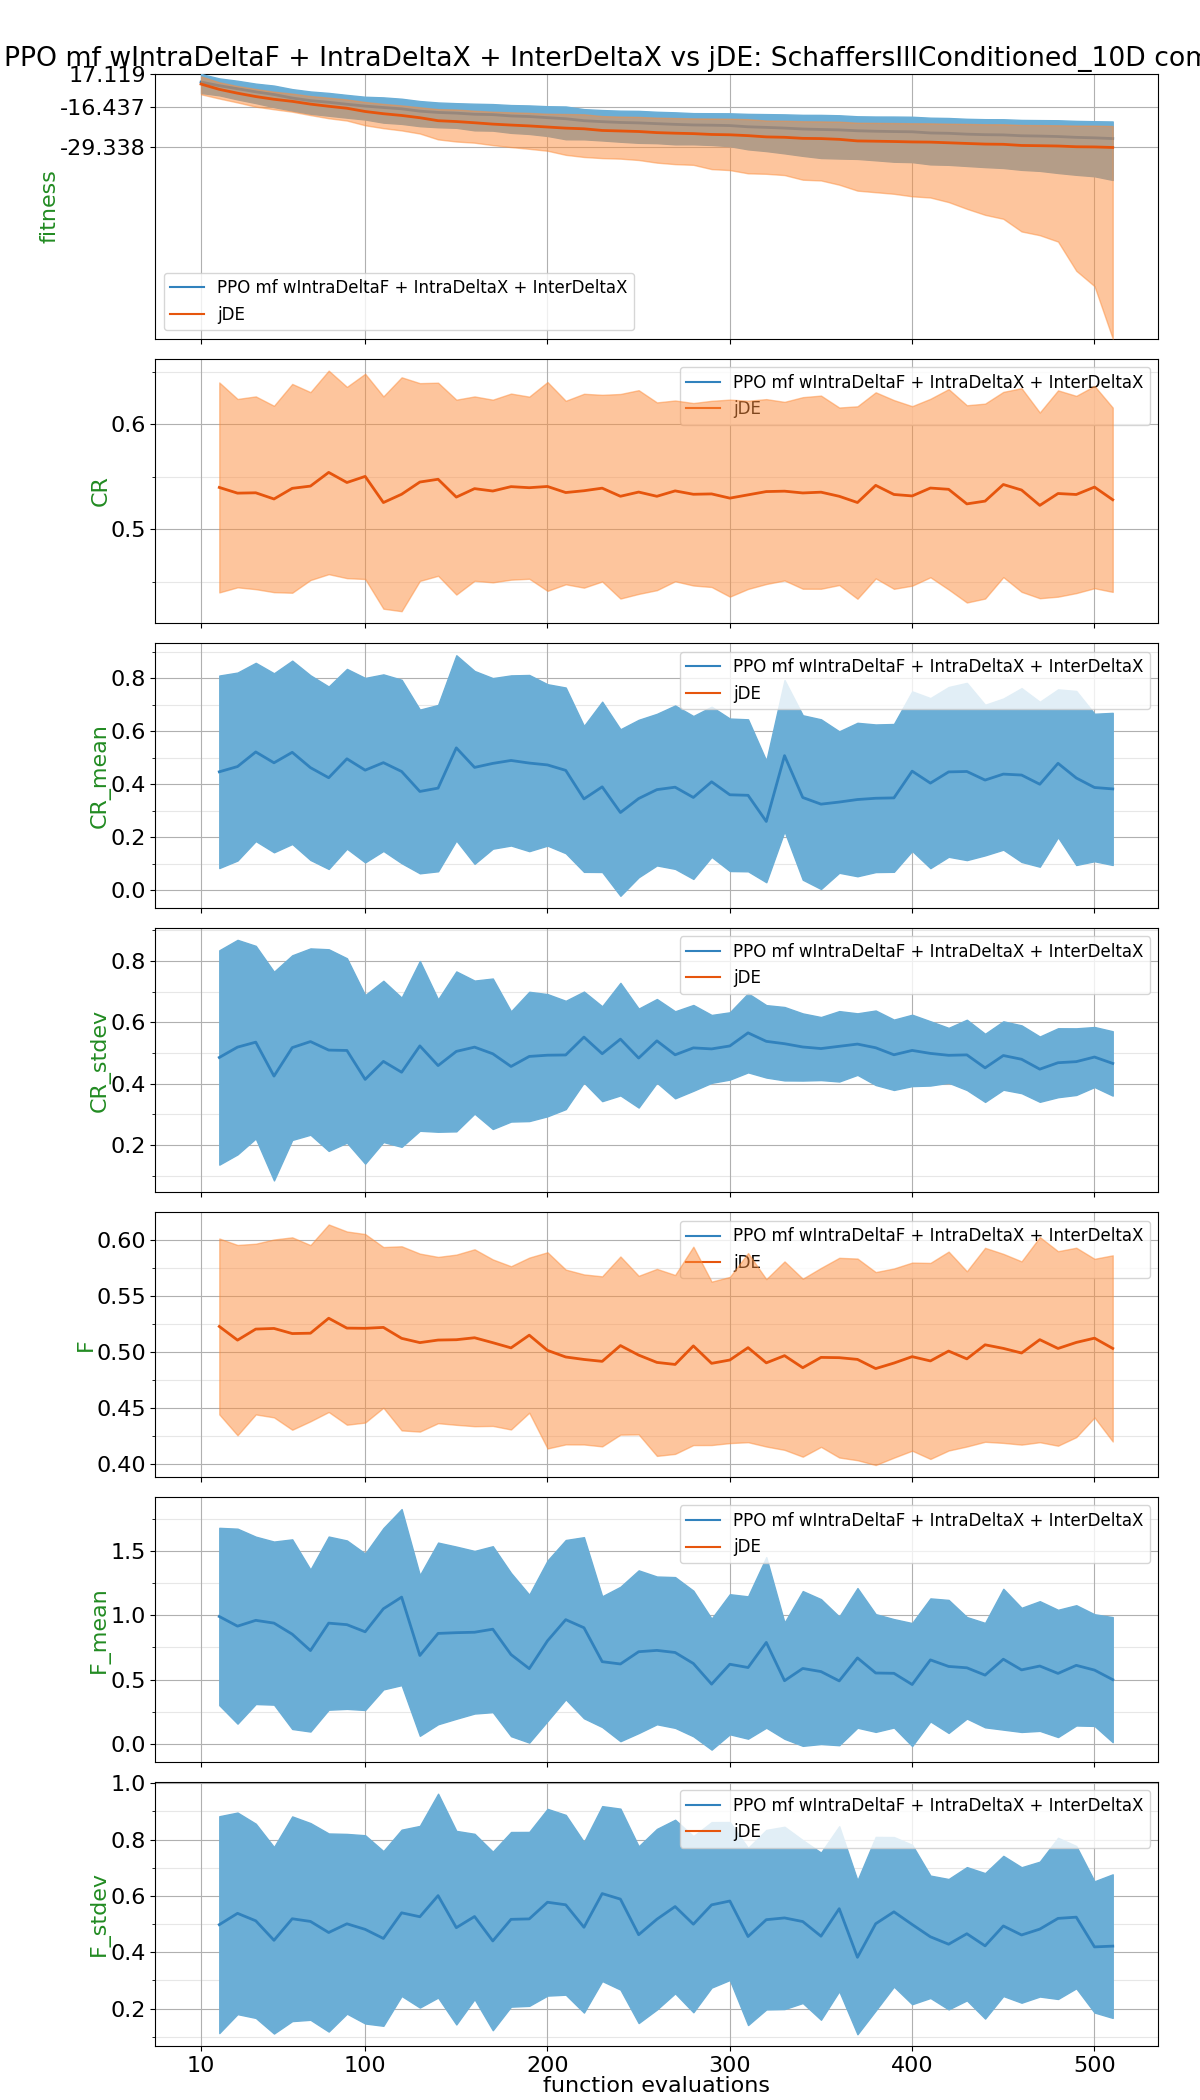 PPO mf wIntraDeltaF + IntraDeltaX + InterDeltaX vs jDE: SchaffersIllConditioned_10D com
17.119
-16.437
-29.338
fitness
PPO mf wIntraDeltaF + IntraDeltaX + InterDeltaX
jDE
0.6
0.5
CR
PPO mf wIntraDeltaF + IntraDeltaX + InterDeltaX
jDE
0.8
0.6
0.4
0.2
0.0
CR_mean
PPO mf wIntraDeltaF + IntraDeltaX + InterDeltaX
jDE
0.8
0.6
0.4
0.2
CR_stdev
PPO mf wIntraDeltaF + IntraDeltaX + InterDeltaX
jDE
0.60
0.55
0.50
0.45
0.40
F
PPO mf wIntraDeltaF + IntraDeltaX + InterDeltaX
jDE
1.5
1.0
0.5
0.0
F_mean
PPO mf wIntraDeltaF + IntraDeltaX + InterDeltaX
jDE
1.0
0.8
0.6
0.4
0.2
F_stdev
PPO mf wIntraDeltaF + IntraDeltaX + InterDeltaX
jDE
10 100 200 300 400 500
function evaluations